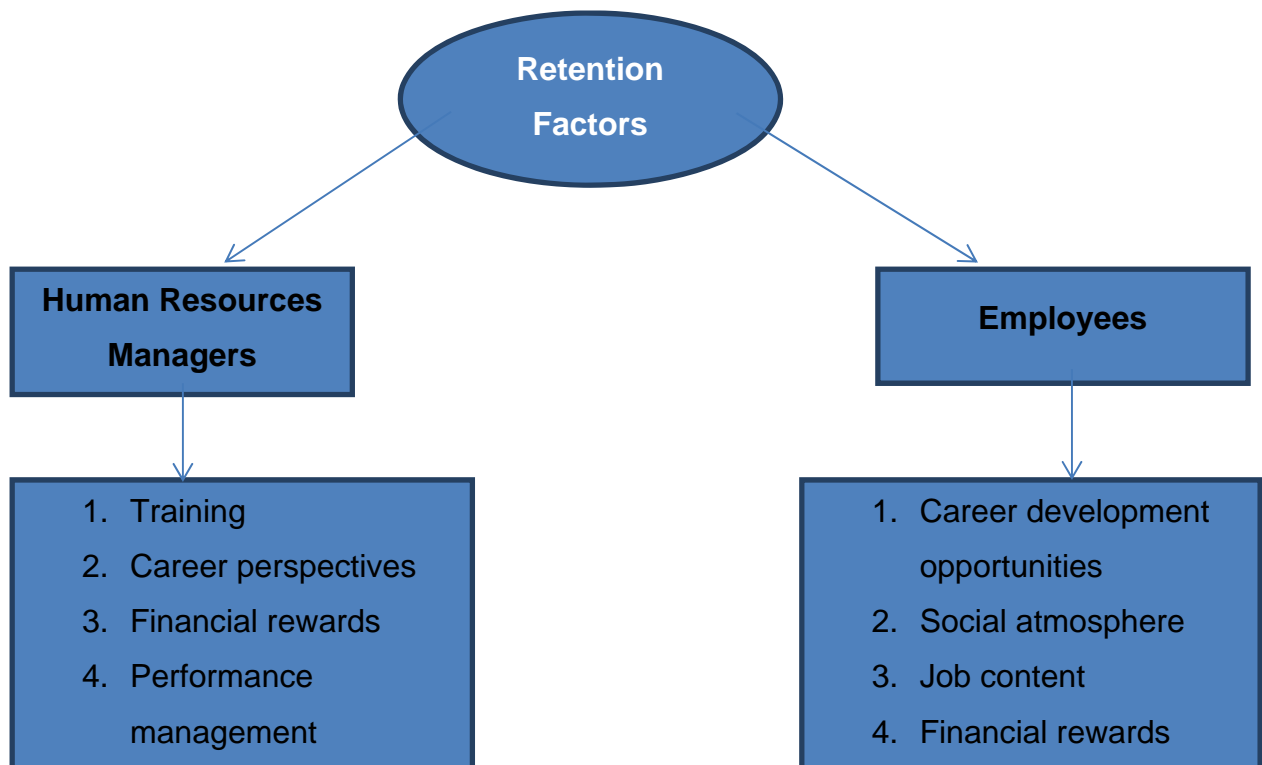 Retention
Factors
Human Resources
Managers
Employees
1. Training
2. Career perspectives
3. Financial rewards
4. Performance
management
1. Career development
opportunities
2. Social atmosphere
3. Job content
4. Financial rewards